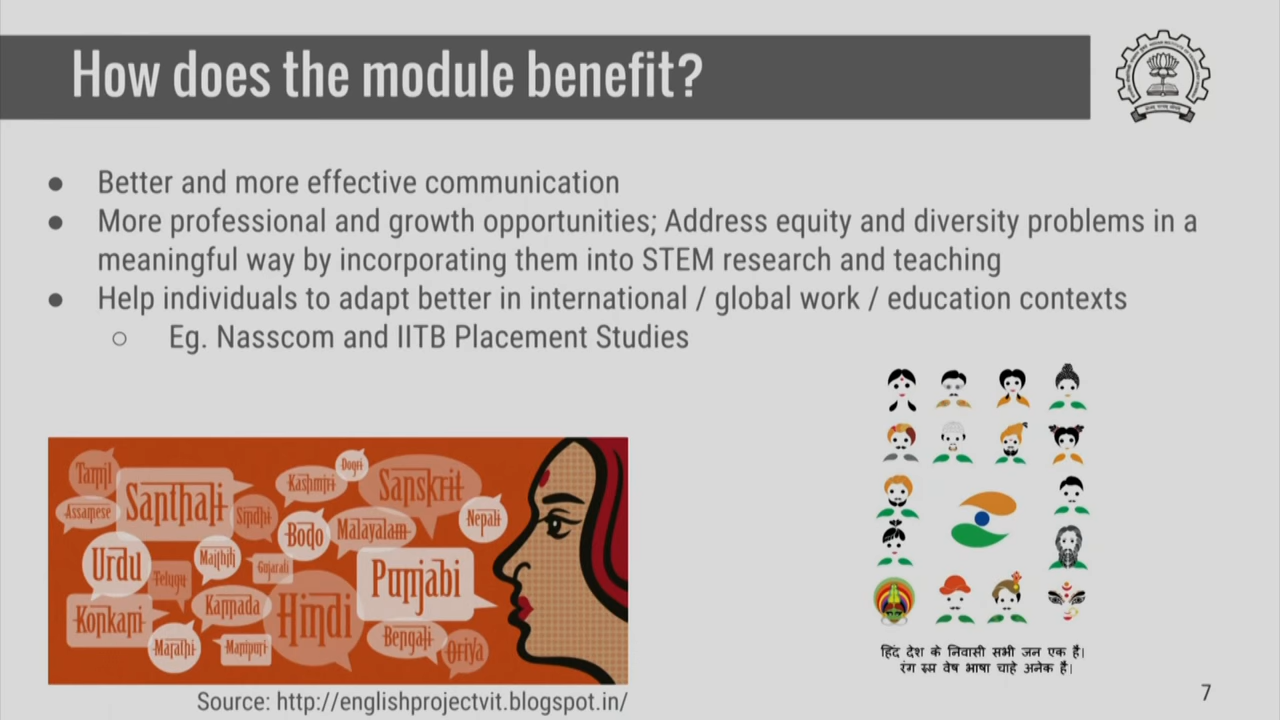 How does the module benefit?
● Better and more effective communication
● More professional and growth opportunities; Address equity and diversity problems in a
meaningful way by incorporating them into STEM research and teaching
● Help individuals to adapt better in international / global work / education contexts
○ Eg. Nasscom and IITB Placement Studies
Tamil
Santhali
Assamese
Sindhi
Kashmiri
Dogri
Sanskrit
Bodo
Malayalam
Nepali
Urdu
Telugu
Maithili
Gujarati
Punjabi
Konkani
Kannada
Hindi
Marathi
Manipuri
Bengali
Oriya
Source: http://englishprojectvit.blogspot.in/
हिंद देश के निवासी सभी जन एक है।
रंग रूप वेष भाषा चाहे अनेक है।
7